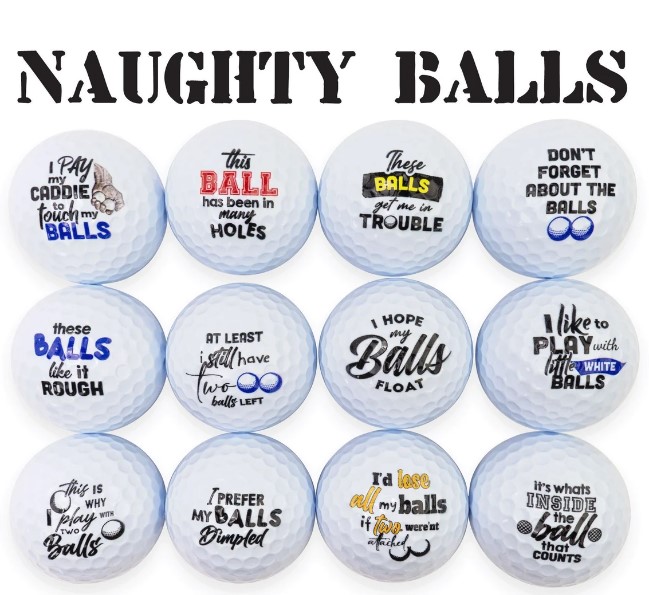 NAUGHTY BALLS
I PAY
my
CADDIE
to
touch my
BALLS
this
BALL
has been in
many
HOLES
These
BALLS
get me in
TROUBLE
DON'T
FORGET
ABOUT THE
BALLS
these
BALLS
like it
ROUGH
AT LEAST
i still have
two
balls LEFT
I HOPE
my
Balls
FLOAT
I like to
PLAY with
little WHITE
BALLS
this IS
WHY
I play WITH
TWO
Balls
I PREFER
MY BALLS
Dimpled
I'd lose
all my balls
if two were'nt
attached
it's whats
INSIDE
the
ball
that
COUNTS